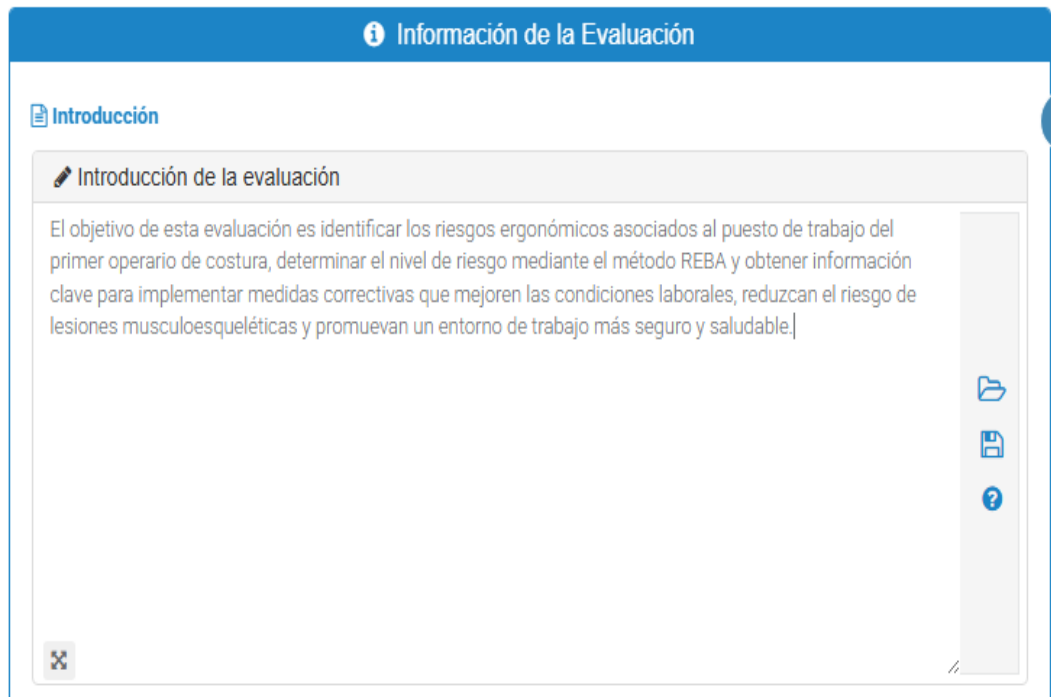 Información de la Evaluación
Introducción
Introducción de la evaluación
El objetivo de esta evaluación es identificar los riesgos ergonómicos asociados al puesto de trabajo del
primer operario de costura, determinar el nivel de riesgo mediante el método REBA y obtener información
clave para implementar medidas correctivas que mejoren las condiciones laborales, reduzcan el riesgo de
lesiones musculoesqueléticas y promuevan un entorno de trabajo más seguro y saludable.